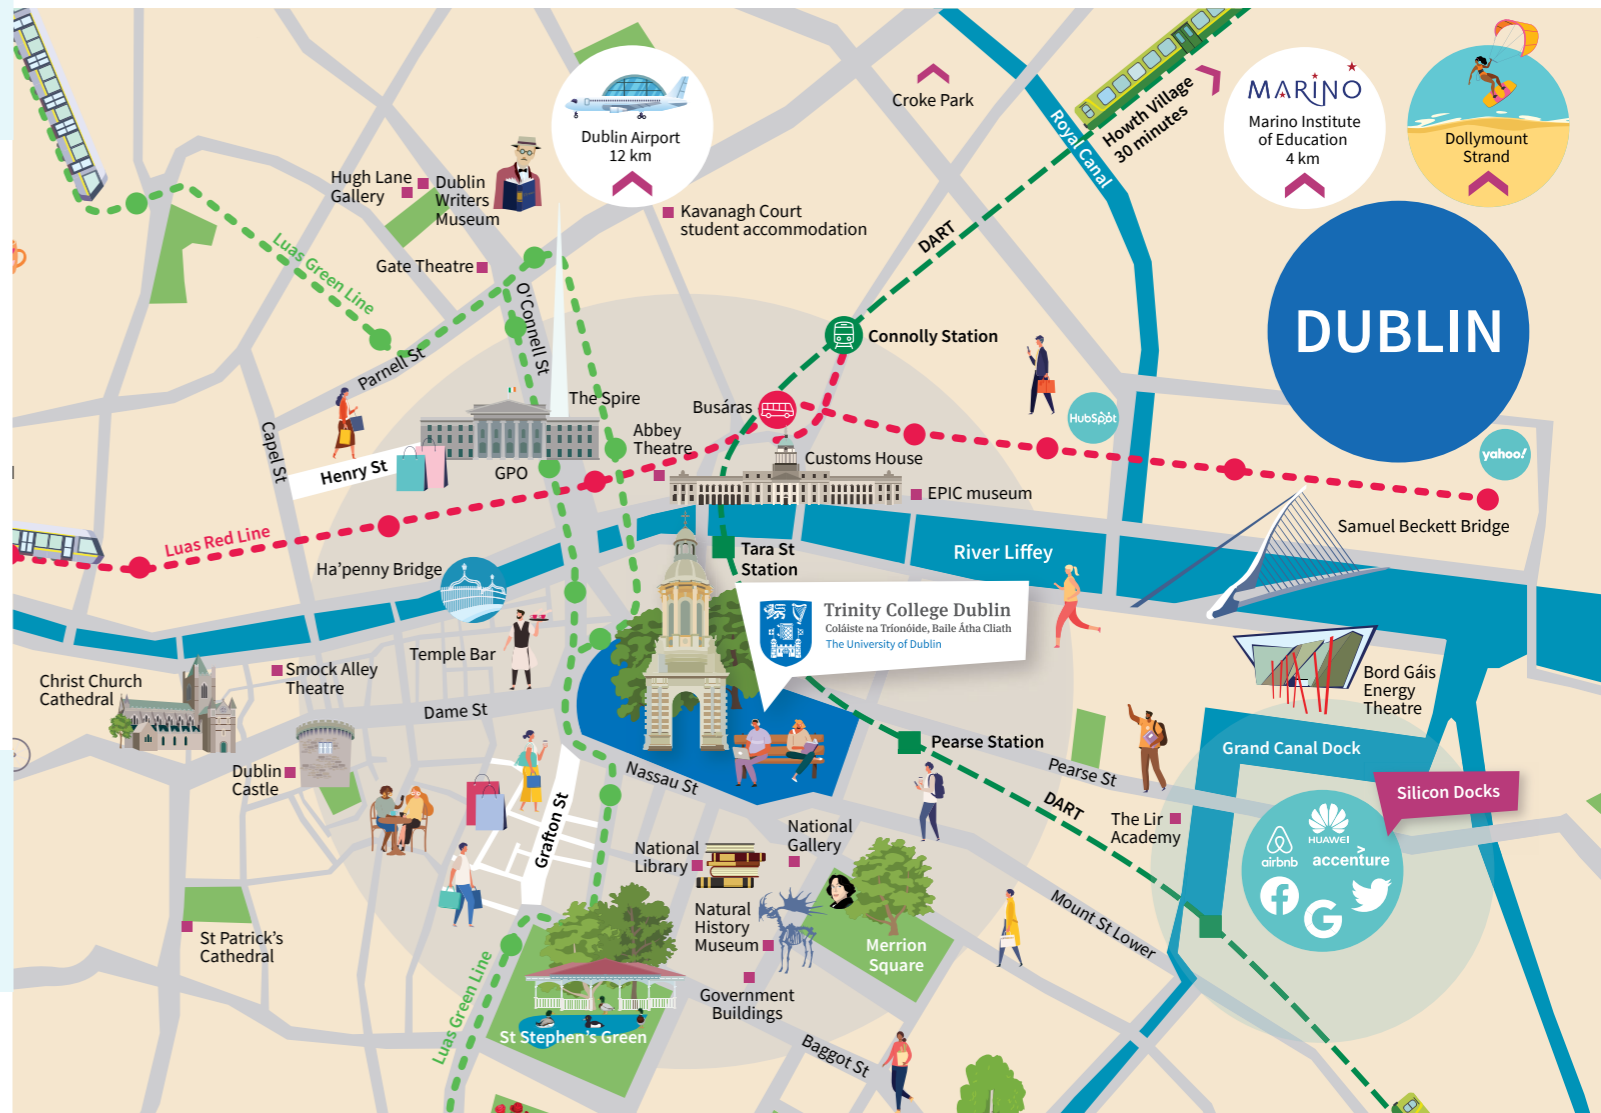 Dublin Airport
12 km
Croke Park
Royal Canal
Howth Village
30 minutes
MARINO
Marino Institute
of Education
4 km
Dollymount
Strand
Hugh Lane
Gallery
Dublin
Writers
Museum
Kavanagh Court
student accommodation
Gate Theatre
Luas Green Line
DART
DUBLIN
O'Connell St
Parnell St
Connolly Station
The Spire
Busáras
HubSpot
Abbey
Theatre
Capel St
Henry St
GPO
Customs House
yahoo!
EPIC museum
Samuel Beckett Bridge
Luas Red Line
River Liffey
Tara St
Station
Ha'penny Bridge
Trinity College Dublin
Coláiste na Tríonóide, Baile Átha Cliath
The University of Dublin
Temple Bar
Smock Alley
Theatre
Christ Church
Cathedral
Bord Gáis
Energy
Theatre
Dame St
Pearse Station
Grand Canal Dock
Dublin
Castle
Nassau St
Pearse St
Silicon Docks
DART
Grafton St
The Lir
Academy
HUAWEI
airbnb
accenture
National
Library
National
Gallery
Natural
History
Museum
Mount St Lower
Merrion
Square
St Patrick's
Cathedral
Government
Buildings
Luas Green Line
St Stephen's Green
Baggot St